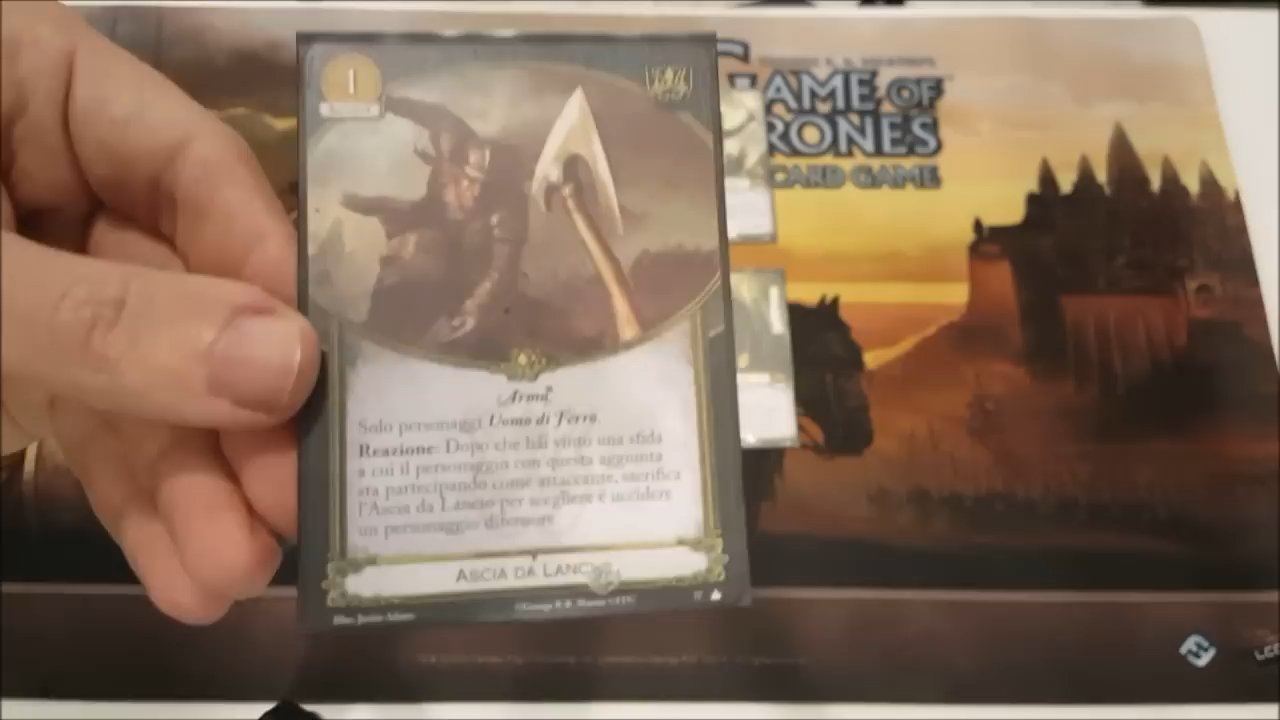 1
Arma.
Solo personaggi Uomo di Ferro.
Reazione: Dopo che hai vinto una sfida
a cui il personaggio con questa aggiunta
sta partecipando come attaccante, sacrifica
l'Ascia da Lancio per scegliere e uccidere
un personaggio difensore
ASCIA DA LANCIO
GAME OF
THRONES
CARD GAME